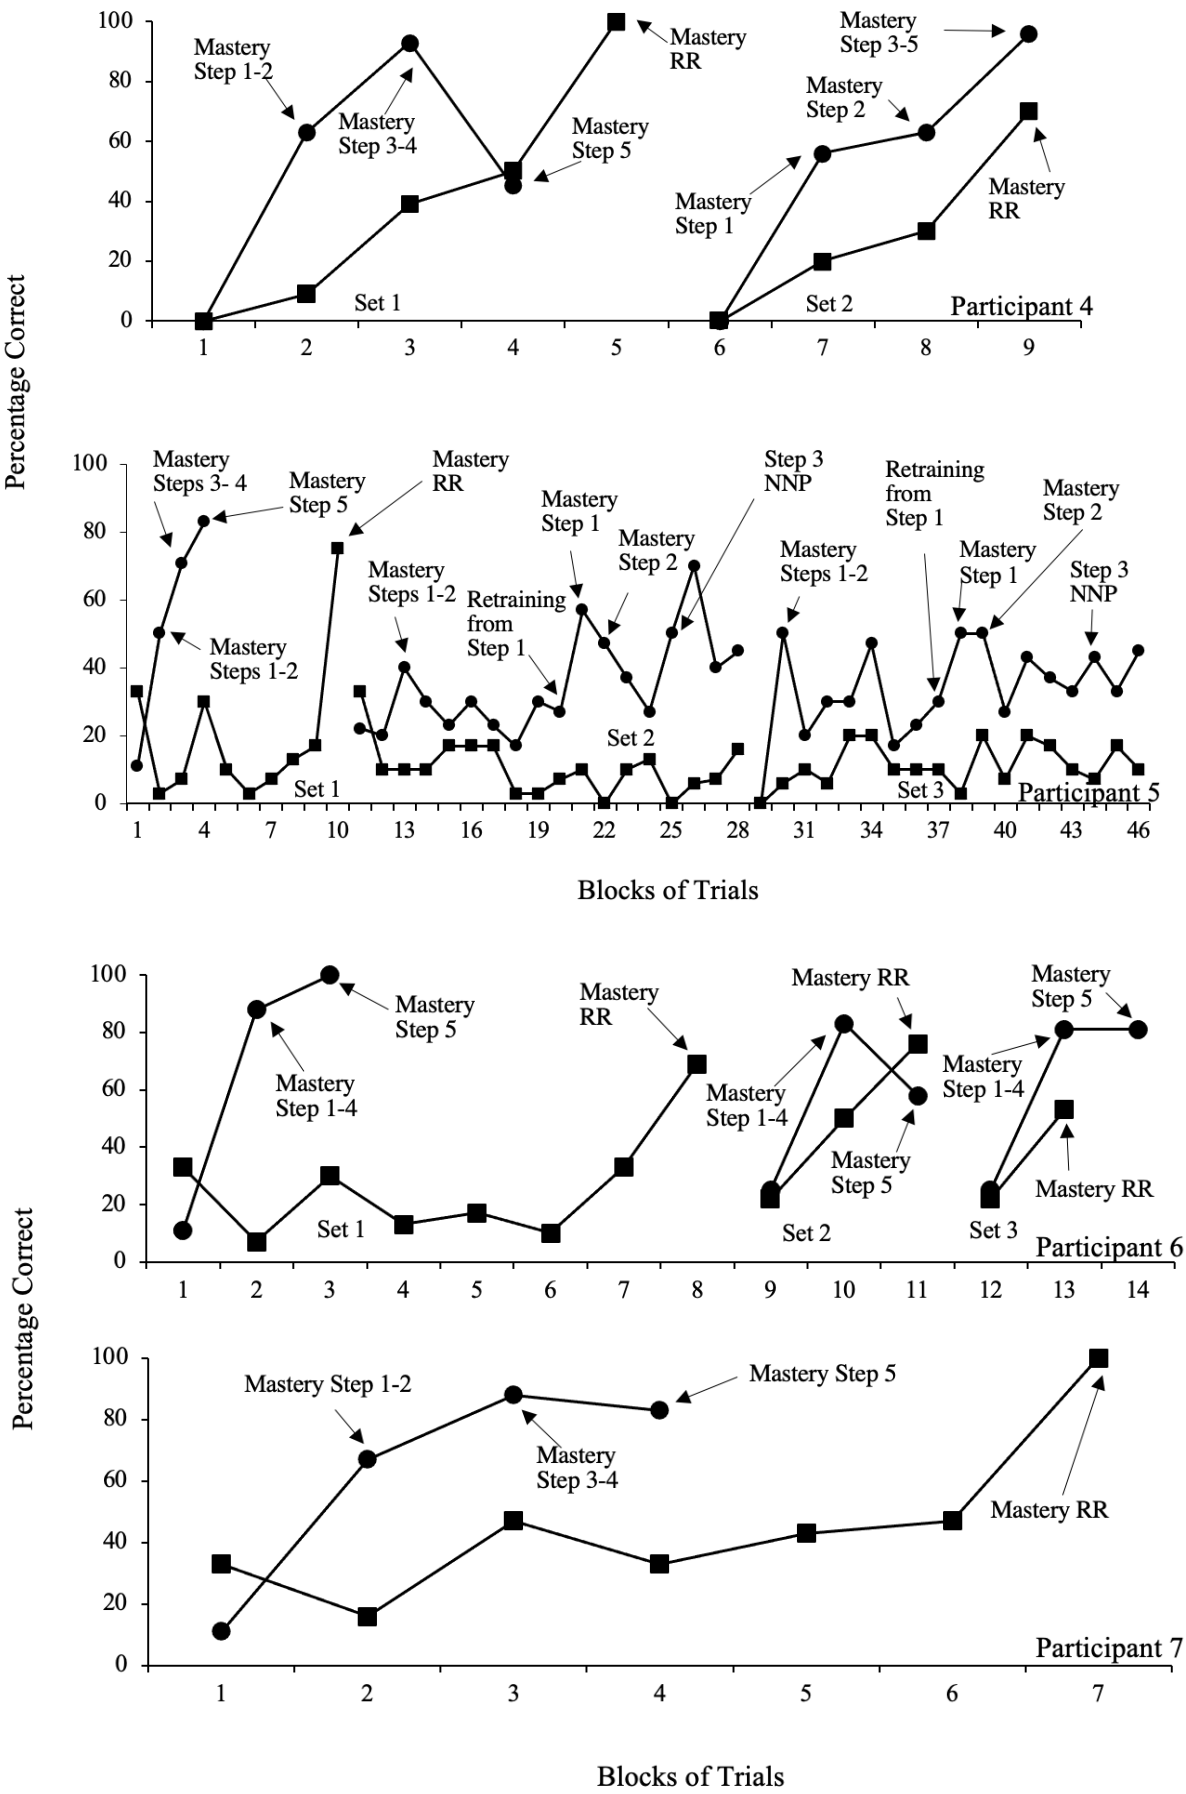 Percentage Correct
100
80
60
40
20
0
Mastery
Step 1-2
Mastery
Step 3-4
Mastery
RR
Mastery
Step 5
Mastery
Step 3-5
Mastery
Step 2
Mastery
Step 1
Mastery
RR
Set 1
Set 2
Participant 4
1 2 3 4 5 6 7 8 9
100
80
60
40
20
0
Mastery
Steps 3- 4
Mastery
Step 5
Mastery
RR
Mastery
Steps 1-2
Mastery
Steps 1-2
Retraining
from
Step 1
Mastery
Step 1
Mastery
Step 2
Step 3
NNP
Mastery
Steps 1-2
Retraining
from
Step 1
Mastery
Step 1
Mastery
Step 2
Step 3
NNP
Set 1
Set 2
Set 3
Participant 5
1 4 7 10 13 16 19 22 25 28 31 34 37 40 43 46
Blocks of Trials
Percentage Correct
100
80
60
40
20
0
Mastery
Step 5
Mastery
Step 1-4
Mastery
RR
Mastery RR
Mastery
Step 1-4
Mastery
Step 5
Mastery
Step 5
Mastery
Step 1-4
Mastery RR
Set 1
Set 2
Set 3
Participant 6
1 2 3 4 5 6 7 8 9 10 11 12 13 14
100
80
60
40
20
0
Mastery Step 1-2
Mastery
Step 3-4
Mastery Step 5
Mastery RR
Participant 7
1 2 3 4 5 6 7
Blocks of Trials